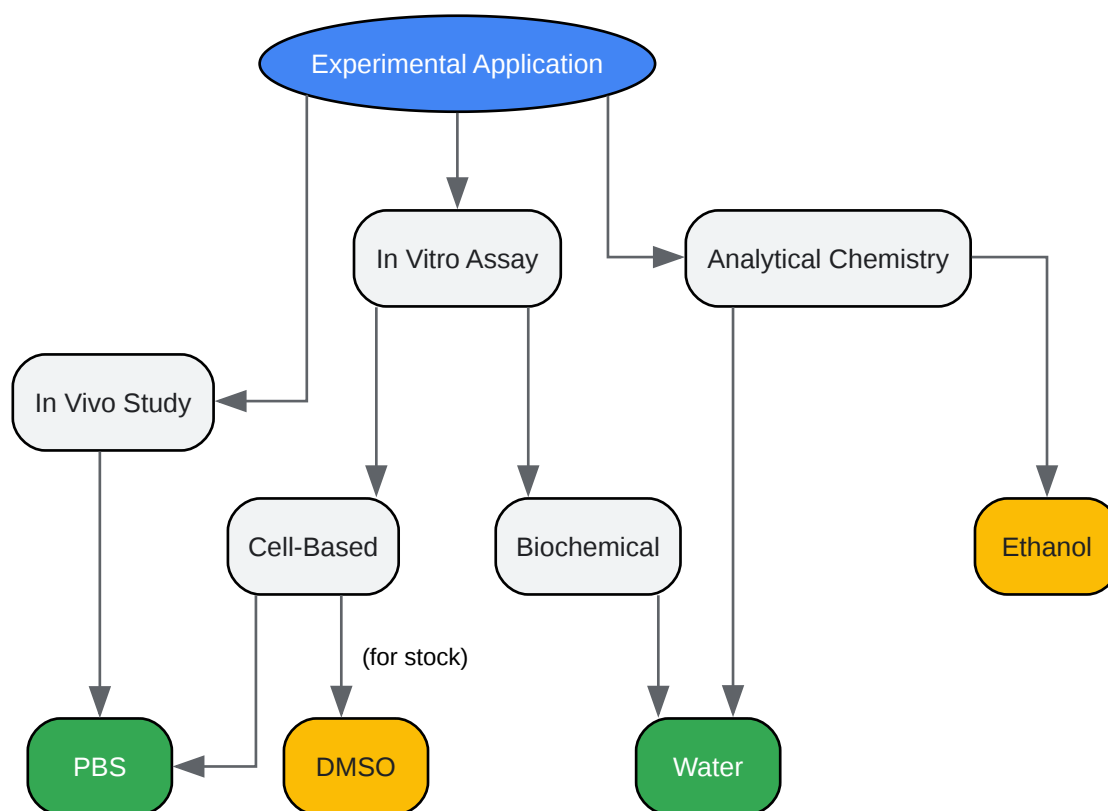 Experimental Application
In Vitro Assay
Analytical Chemistry
In Vivo Study
Cell-Based
Biochemical
Ethanol
(for stock)
PBS
DMSO
Water